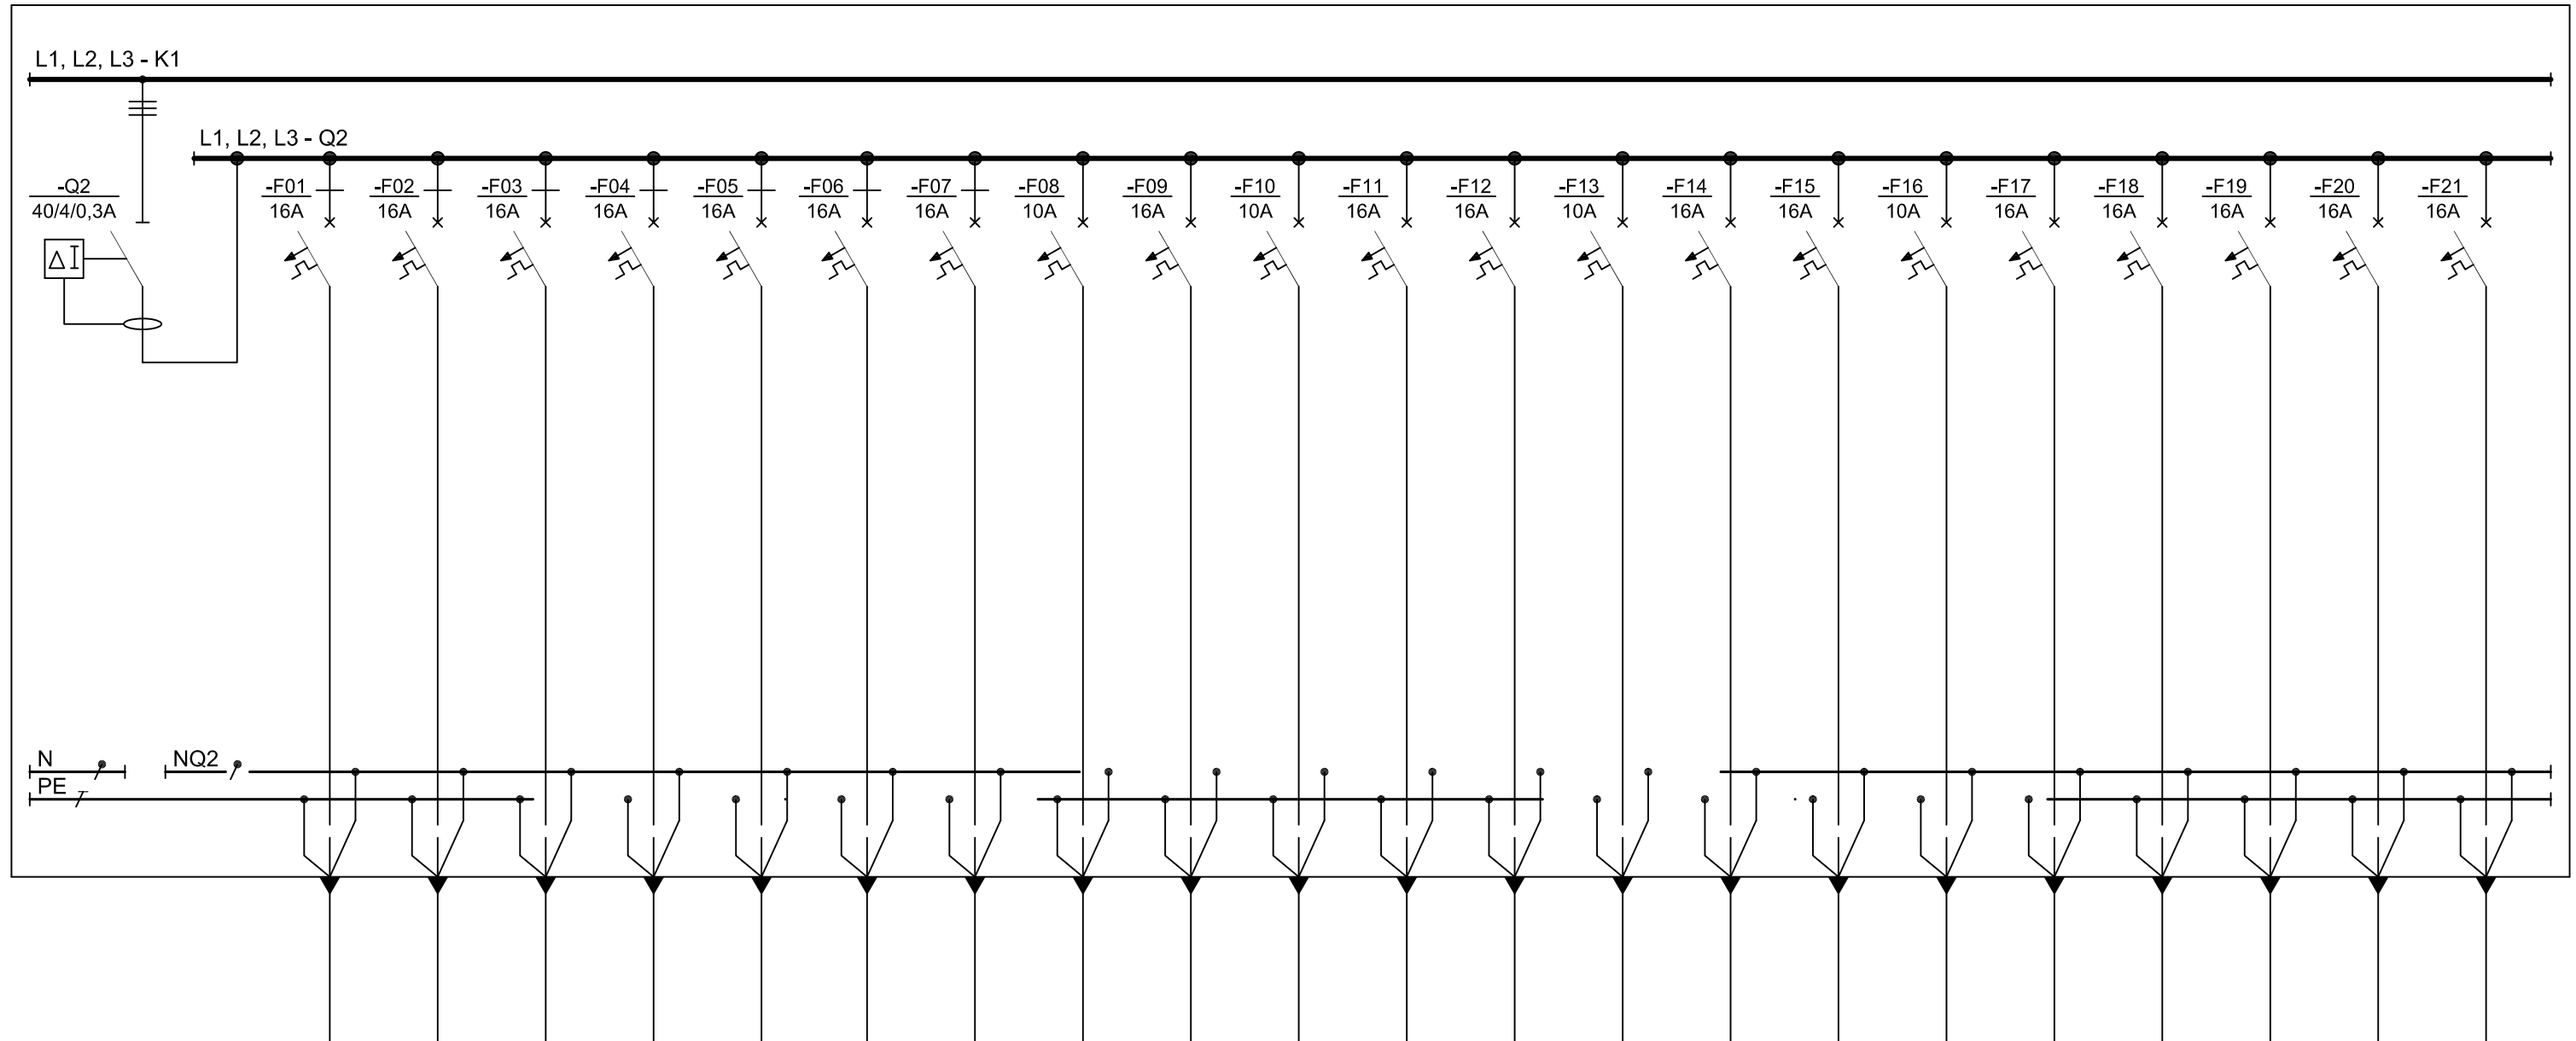 L1, L2, L3 - K1
L1, L2, L3 - Q2
-Q2
40/4/0,3A
ΔI
-F01
16A
-F02
16A
-F03
16A
-F04
16A
-F05
16A
-F06
16A
-F07
16A
-F08
10A
-F09
16A
-F10
10A
-F11
16A
-F12
16A
-F13
10A
-F14
16A
-F15
16A
-F16
10A
-F17
16A
-F18
16A
-F19
16A
-F20
16A
-F21
16A
N
NQ2
PE